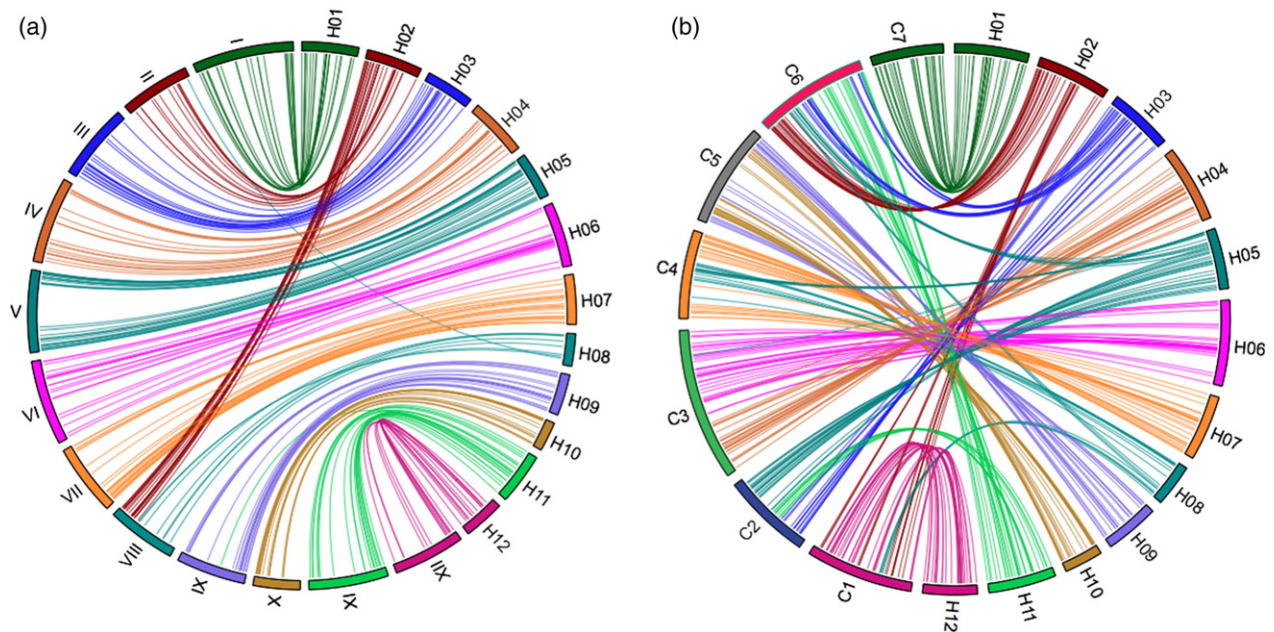 (a)
I
H01
H02
H03
H04
H05
H06
H07
H08
H09
H10
H11
H12
XII
XI
X
IX
VIII
VII
VI
V
IV
III
II
(b)
C7
H01
H02
H03
H04
H05
H06
H07
H08
H09
H10
H11
H12
C1
C2
C3
C4
C5
C6